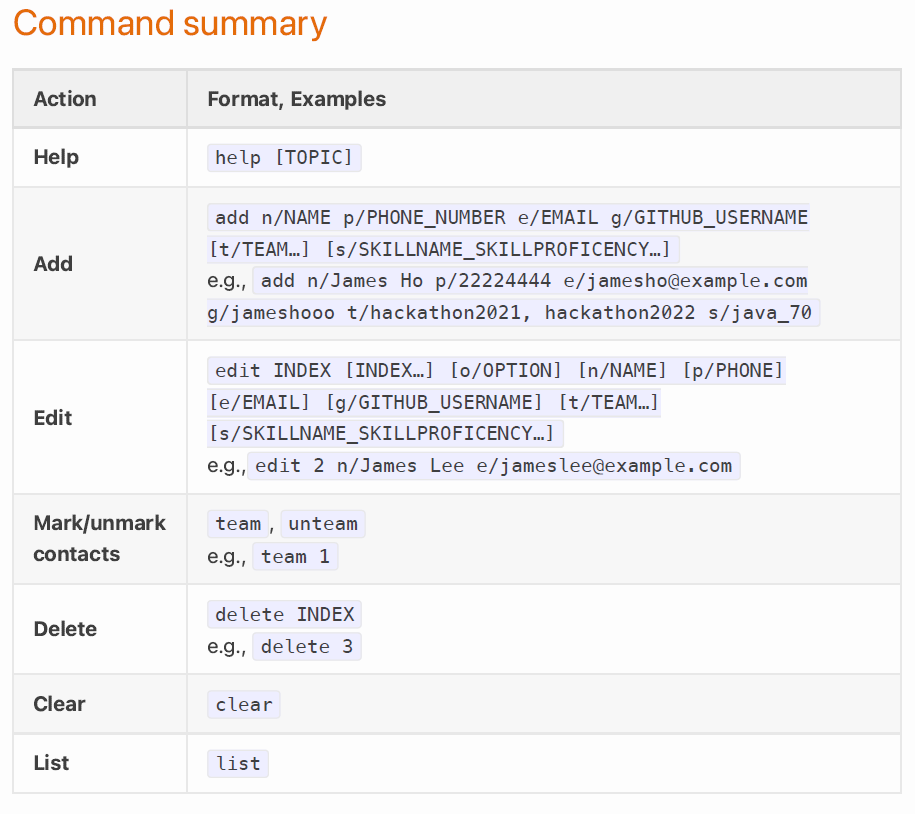 Command summary
Action Format, Examples
Help help [TOPIC]
Add add n/NAME p/PHONE_NUMBER e/EMAIL g/GITHUB_USERNAME
[t/TEAM…] [s/SKILLNAME_SKILLPROFICENCY…]
e.g., add n/James Ho p/22224444 e/jamesho@example.com
g/jameshooo t/hackathon2021, hackathon2022 s/java_70
Edit edit INDEX [INDEX…] [o/OPTION] [n/NAME] [p/PHONE]
[e/EMAIL] [g/GITHUB_USERNAME] [t/TEAM…]
[s/SKILLNAME_SKILLPROFICENCY…]
e.g., edit 2 n/James Lee e/jameslee@example.com
Mark/unmark contacts team, unteam
e.g., team 1
Delete delete INDEX
e.g., delete 3
Clear clear
List list